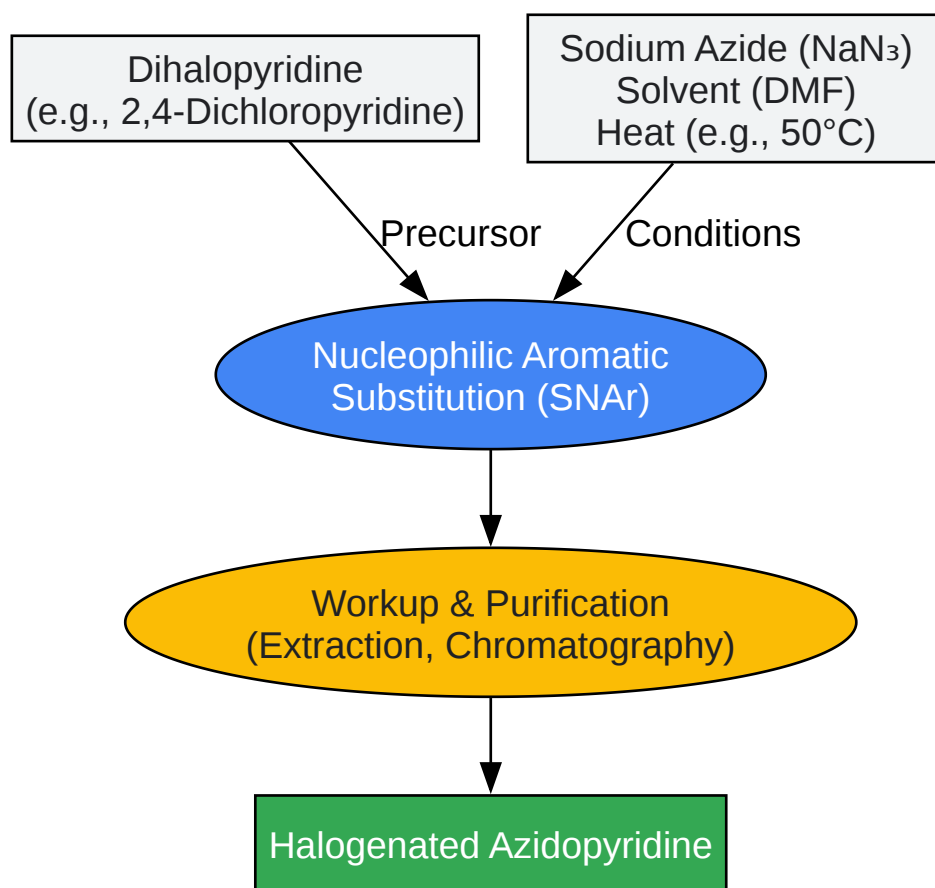 Dihalopyridine
(e.g., 2,4-Dichloropyridine)
Sodium Azide (NaN₃)
Solvent (DMF)
Heat (e.g., 50°C)
Precursor
Conditions
Nucleophilic Aromatic
Substitution (SNAr)
Workup & Purification
(Extraction, Chromatography)
Halogenated Azidopyridine